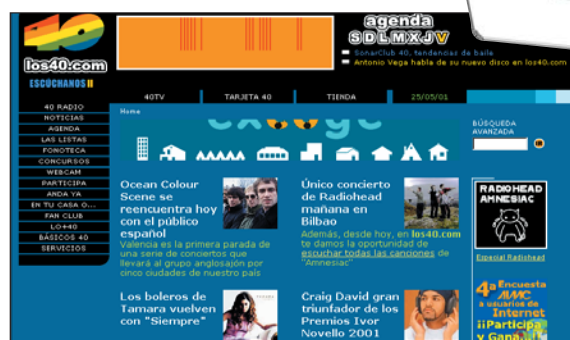 40
los40.com
ESCÚCHANOS
agenda
S D L M X J V
SonarClub 40, tendencias de baile
Antonio Vega habla de su nuevo disco en los40.com
40TV
TARJETA 40
TIENDA
25/05/01
40 RADIO
NOTICIAS
AGENDA
LAS LISTAS
FONOTECA
CONCURSOS
WEBCAM
PARTICIPA
ANDA YA
EN TU CASA O...
FAN CLUB
LO+40
BÁSICOS 40
SERVICIOS
Home
Ocean Colour
Scene se
reencuentra hoy
con el público
español
Valencia es la primera parada de
una serie de conciertos que
llevará al grupo anglosajón por
cinco ciudades de nuestro país
Los boleros de
Tamara vuelven
con "Siempre"
Único concierto
de Radiohead
mañana en
Bilbao
Además, desde hoy, en los40.com
te damos la oportunidad de
escuchar todas las canciones de
"Amnesiac"
Craig David gran
triunfador de los
Premios Ivor
Novello 2001
BÚSQUEDA
AVANZADA
RADIOHEAD
AMNESIAC
Especial Radiohead
4ª Encuesta
AIMC
a usuarios de
Internet
¡¡Participa
y Gana!!